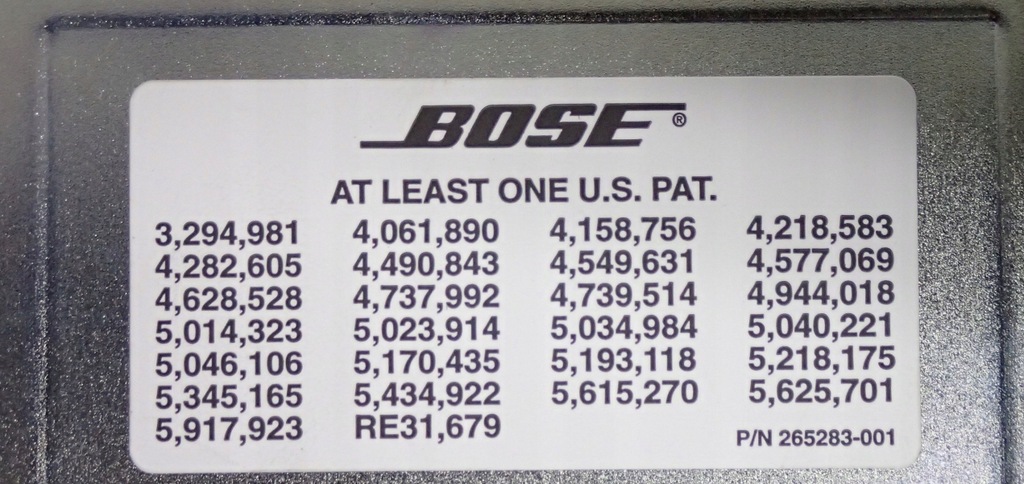 BOSE®
AT LEAST ONE U.S. PAT.
3,294,981 4,061,890 4,158,756 4,218,583
4,282,605 4,490,843 4,549,631 4,577,069
4,628,528 4,737,992 4,739,514 4,944,018
5,014,323 5,023,914 5,034,984 5,040,221
5,046,106 5,170,435 5,193,118 5,218,175
5,345,165 5,434,922 5,615,270 5,625,701
5,917,923 RE31,679
P/N 265283-001